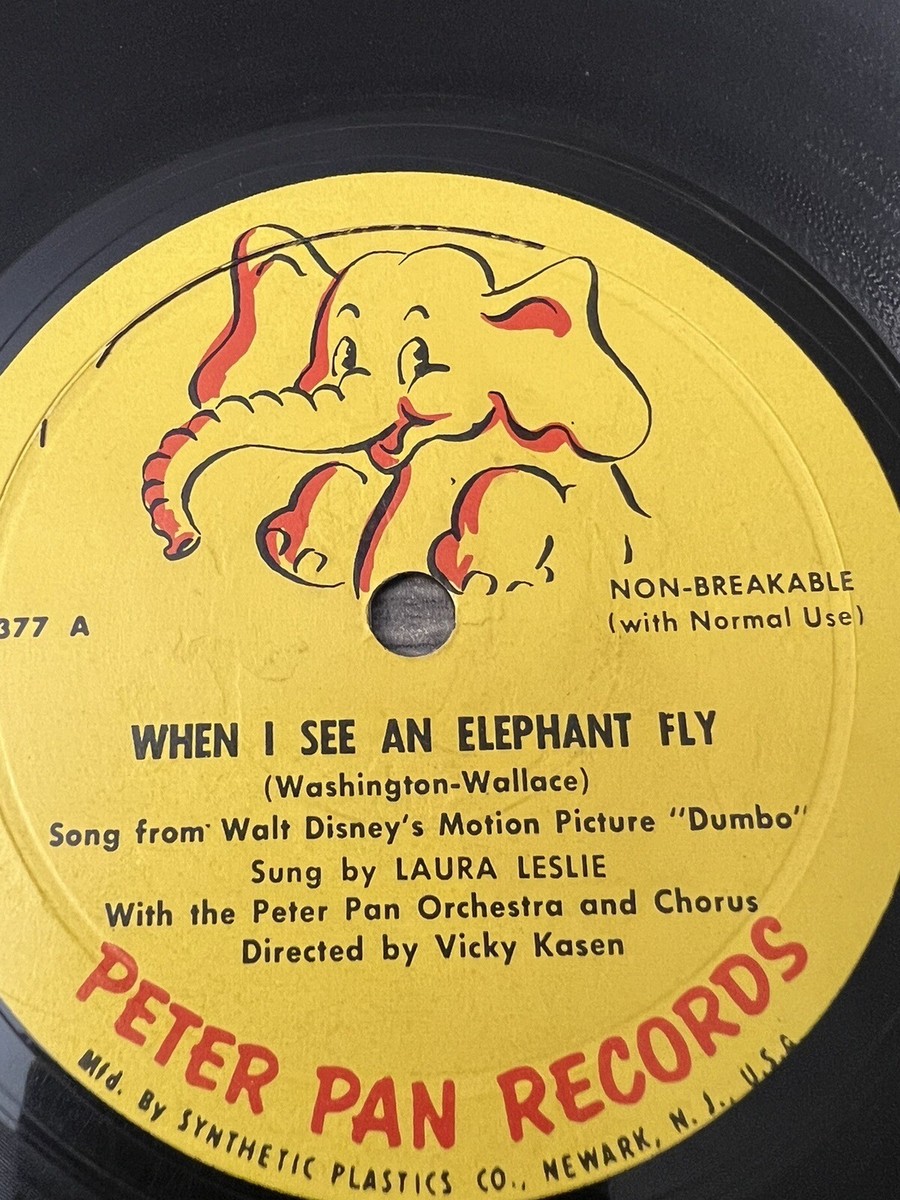 NON-BREAKABLE
(with Normal Use)
377 A
WHEN I SEE AN ELEPHANT FLY
(Washington-Wallace)
Song from Walt Disney's Motion Picture "Dumbo"
Sung by LAURA LESLIE
With the Peter Pan Orchestra and Chorus
Directed by Vicky Kasen
PETER PAN RECORDS
Mfd. By SYNTHETIC PLASTICS CO., NEWARK, N. J., U.S.A